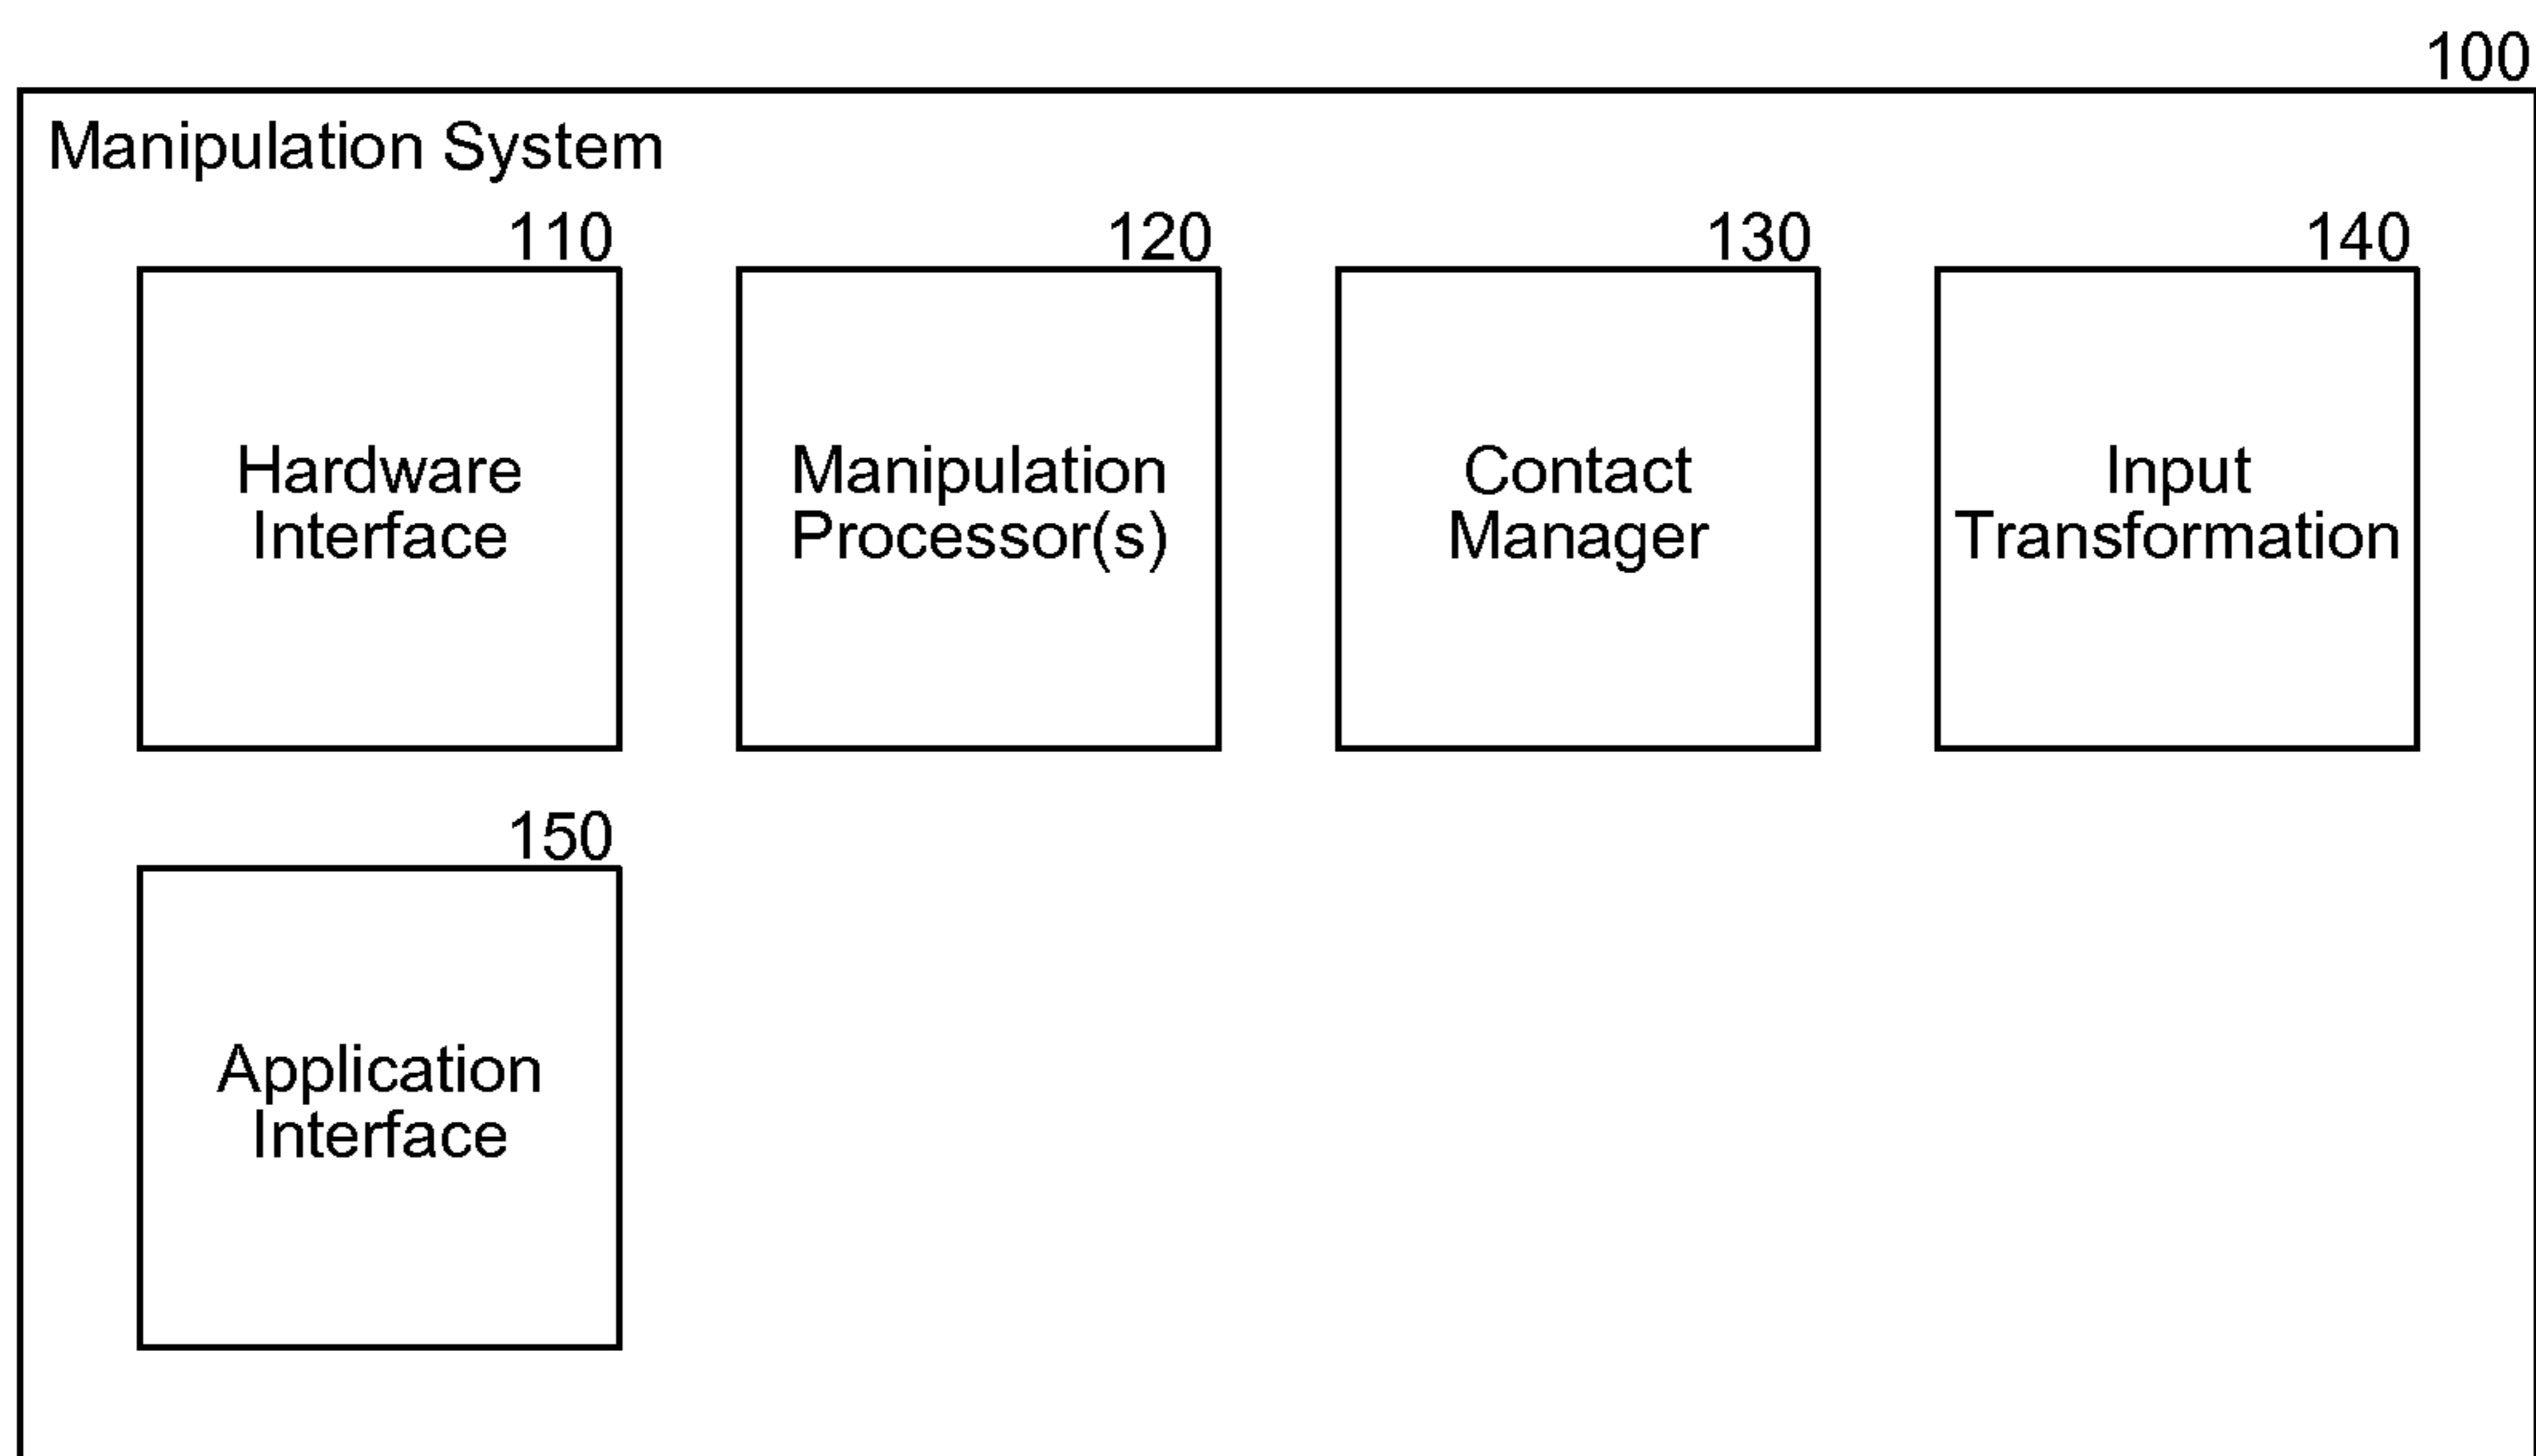 100
Manipulation System
110
120
130
140
Hardware
Interface
Manipulation
Processor(s)
Contact
Manager
Input
Transformation
150
Application
Interface